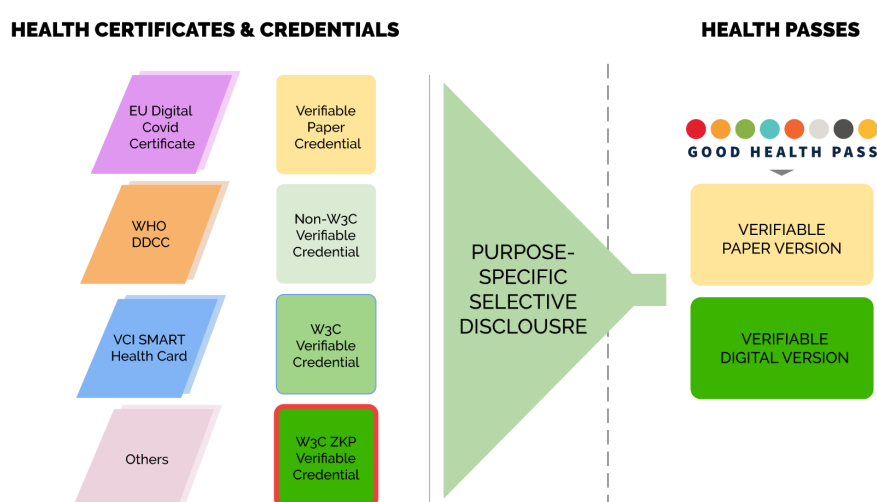 HEALTH CERTIFICATES & CREDENTIALS
HEALTH PASSES
EU Digital
Covid
Certificate
Verifiable
Paper
Credential
WHO
DDCC
Non-W3C
Verifiable
Credential
VCI SMART
Health Card
W3C
Verifiable
Credential
Others
W3C ZKP
Verifiable
Credential
PURPOSE-
SPECIFIC
SELECTIVE
DISCLOUSRE
GOOD HEALTH PASS
VERIFIABLE
PAPER VERSION
VERIFIABLE
DIGITAL VERSION